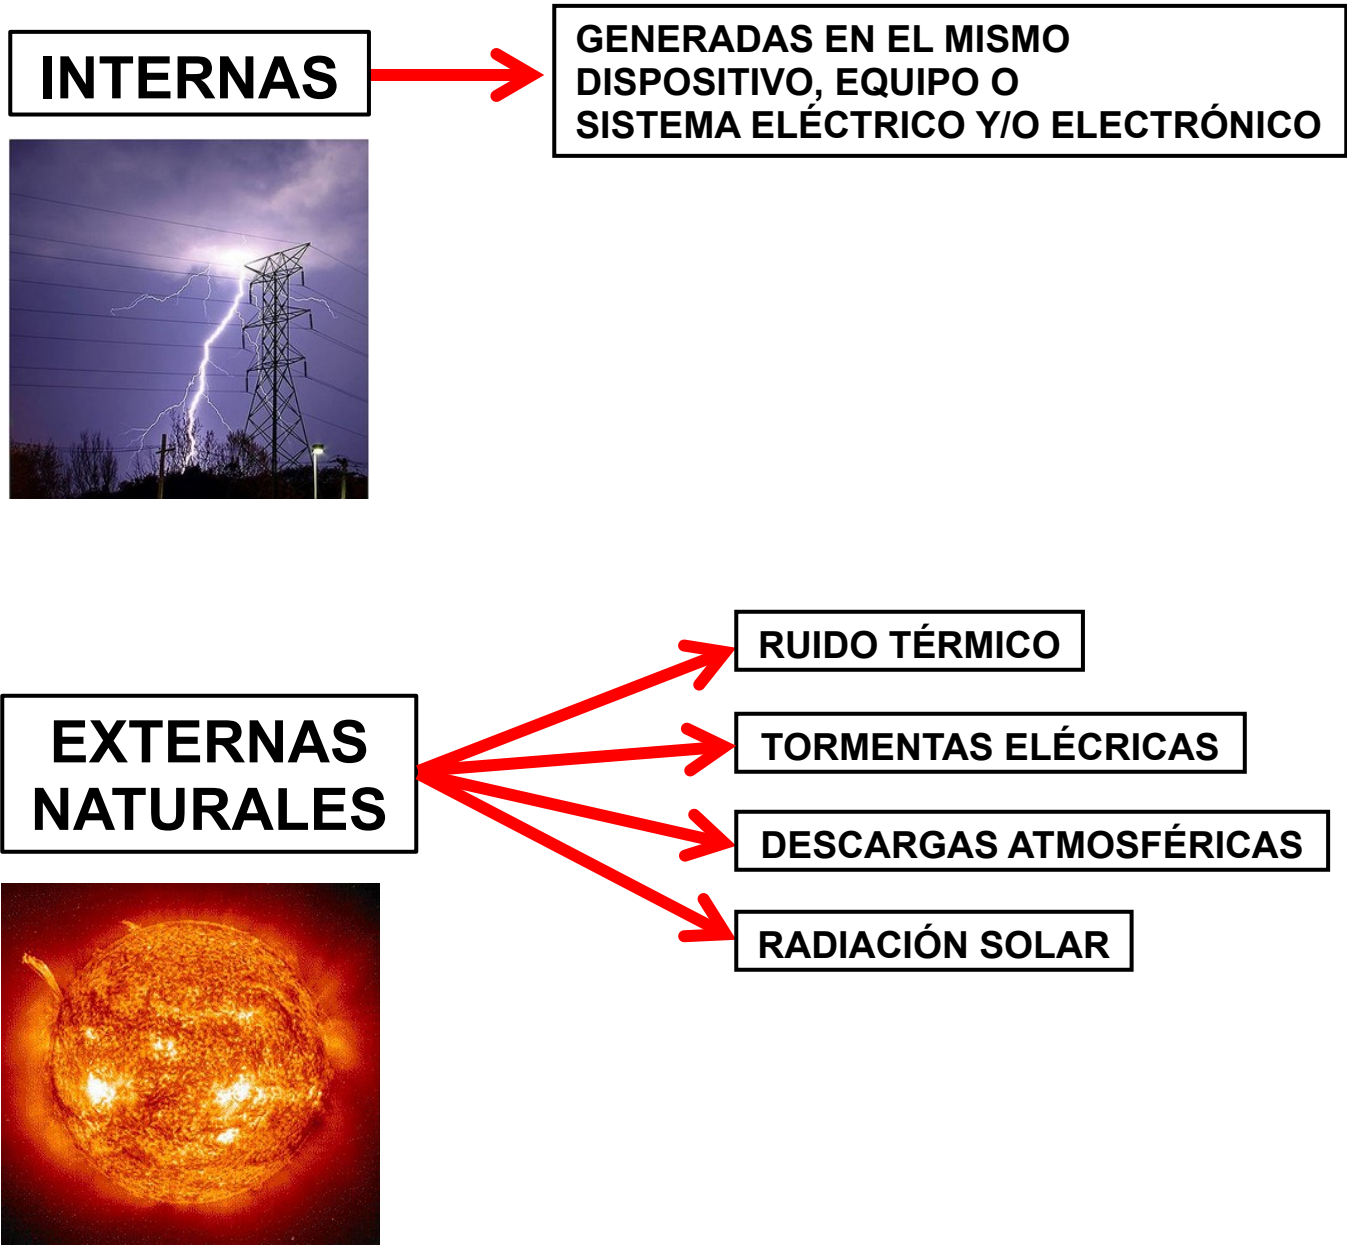 INTERNAS
GENERADAS EN EL MISMO
DISPOSITIVO, EQUIPO O
SISTEMA ELÉCTRICO Y/O ELECTRÓNICO
EXTERNAS
NATURALES
RUIDO TÉRMICO
TORMENTAS ELÉCRICAS
DESCARGAS ATMOSFÉRICAS
RADIACIÓN SOLAR